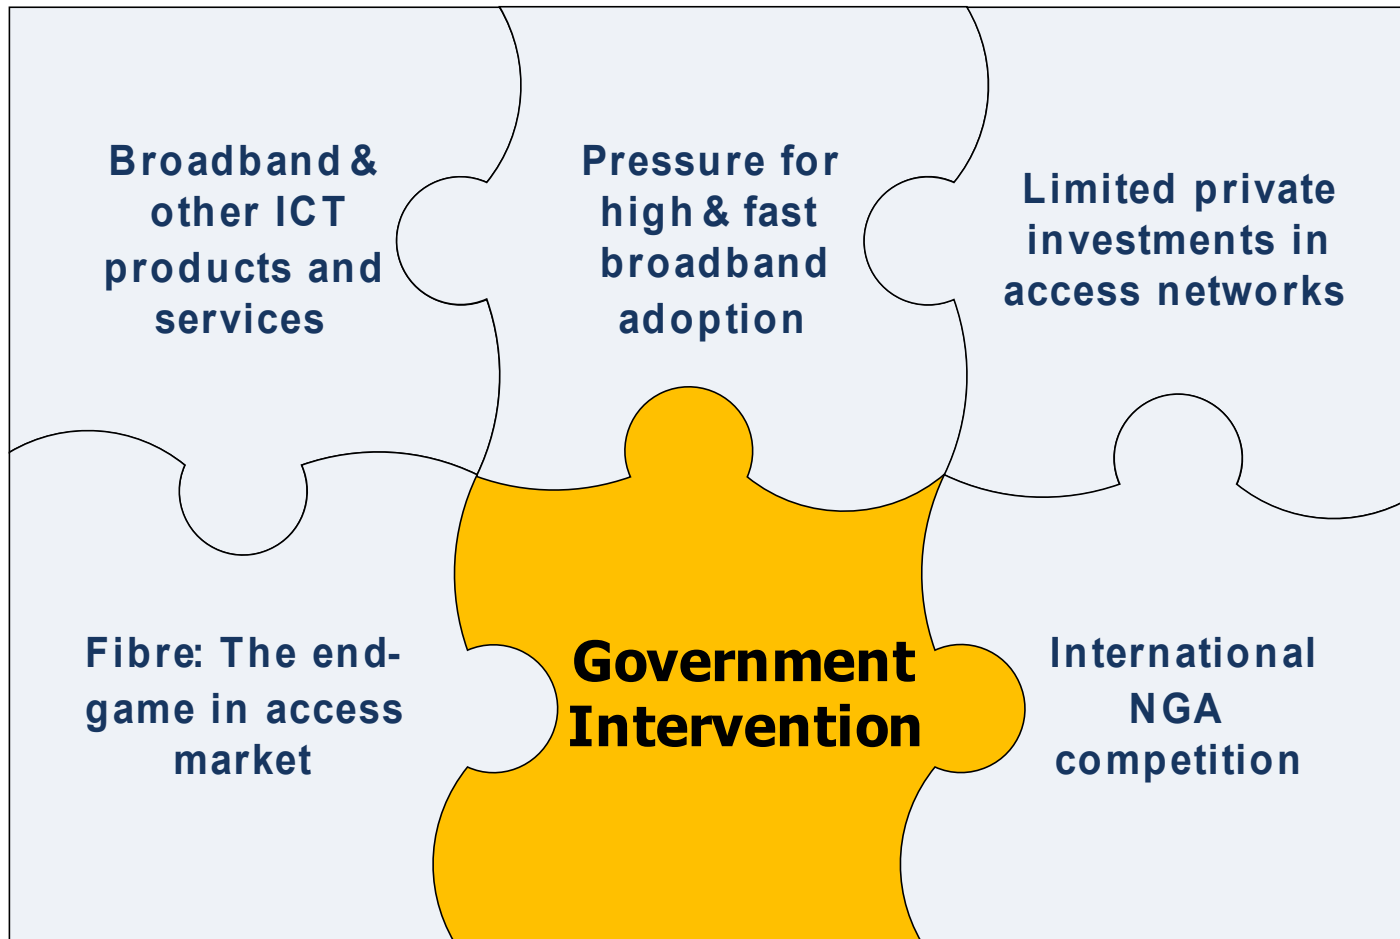 Broadband &
other ICT
products and
services
Pressure for
high & fast
broadband
adoption
Limited private
investments in
access networks
Fibre: The end-
game in access
market
Government
Intervention
International
NGA
competition